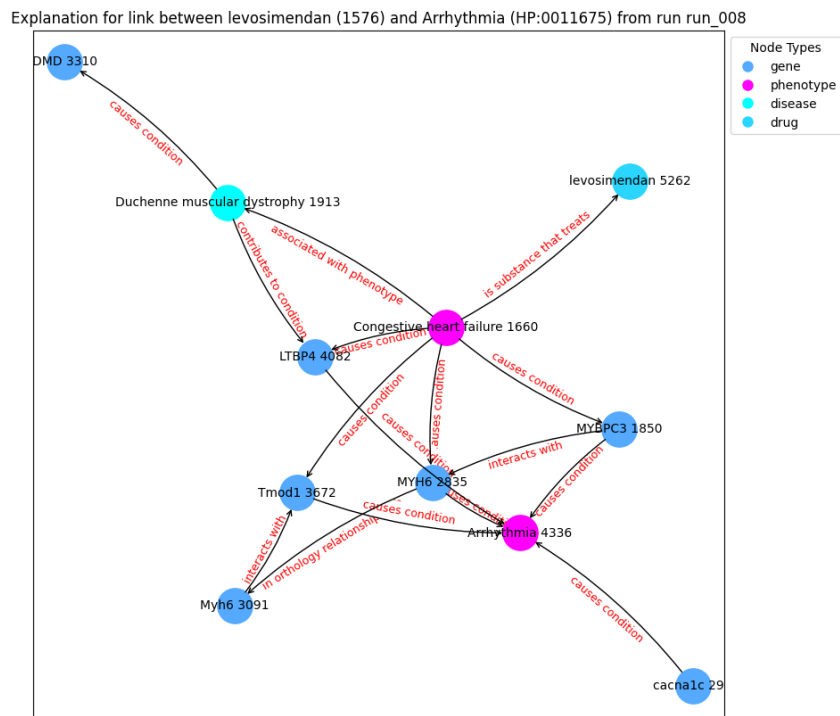 Explanation for link between levosimendan (1576) and Arrhythmia (HP:0011675) from run run_008
Node Types
gene
phenotype
disease
drug
DMD 3310
causes condition
levosimendan 5262
Duchenne muscular dystrophy 1913
is substance that treats
associated with phenotype
contributes to condition
Congestive heart failure 1660
causes condition
LTBP4 4082
causes condition
causes condition
auses condition
causes condition
MYBPC3 1850
interacts with
MYH6 2835
causes condition
Tmod1 3672
causes condition
Arrhythmia 4336
in orthology relationship
interacts with
Myh6 3091
causes condition
cacna1c 29